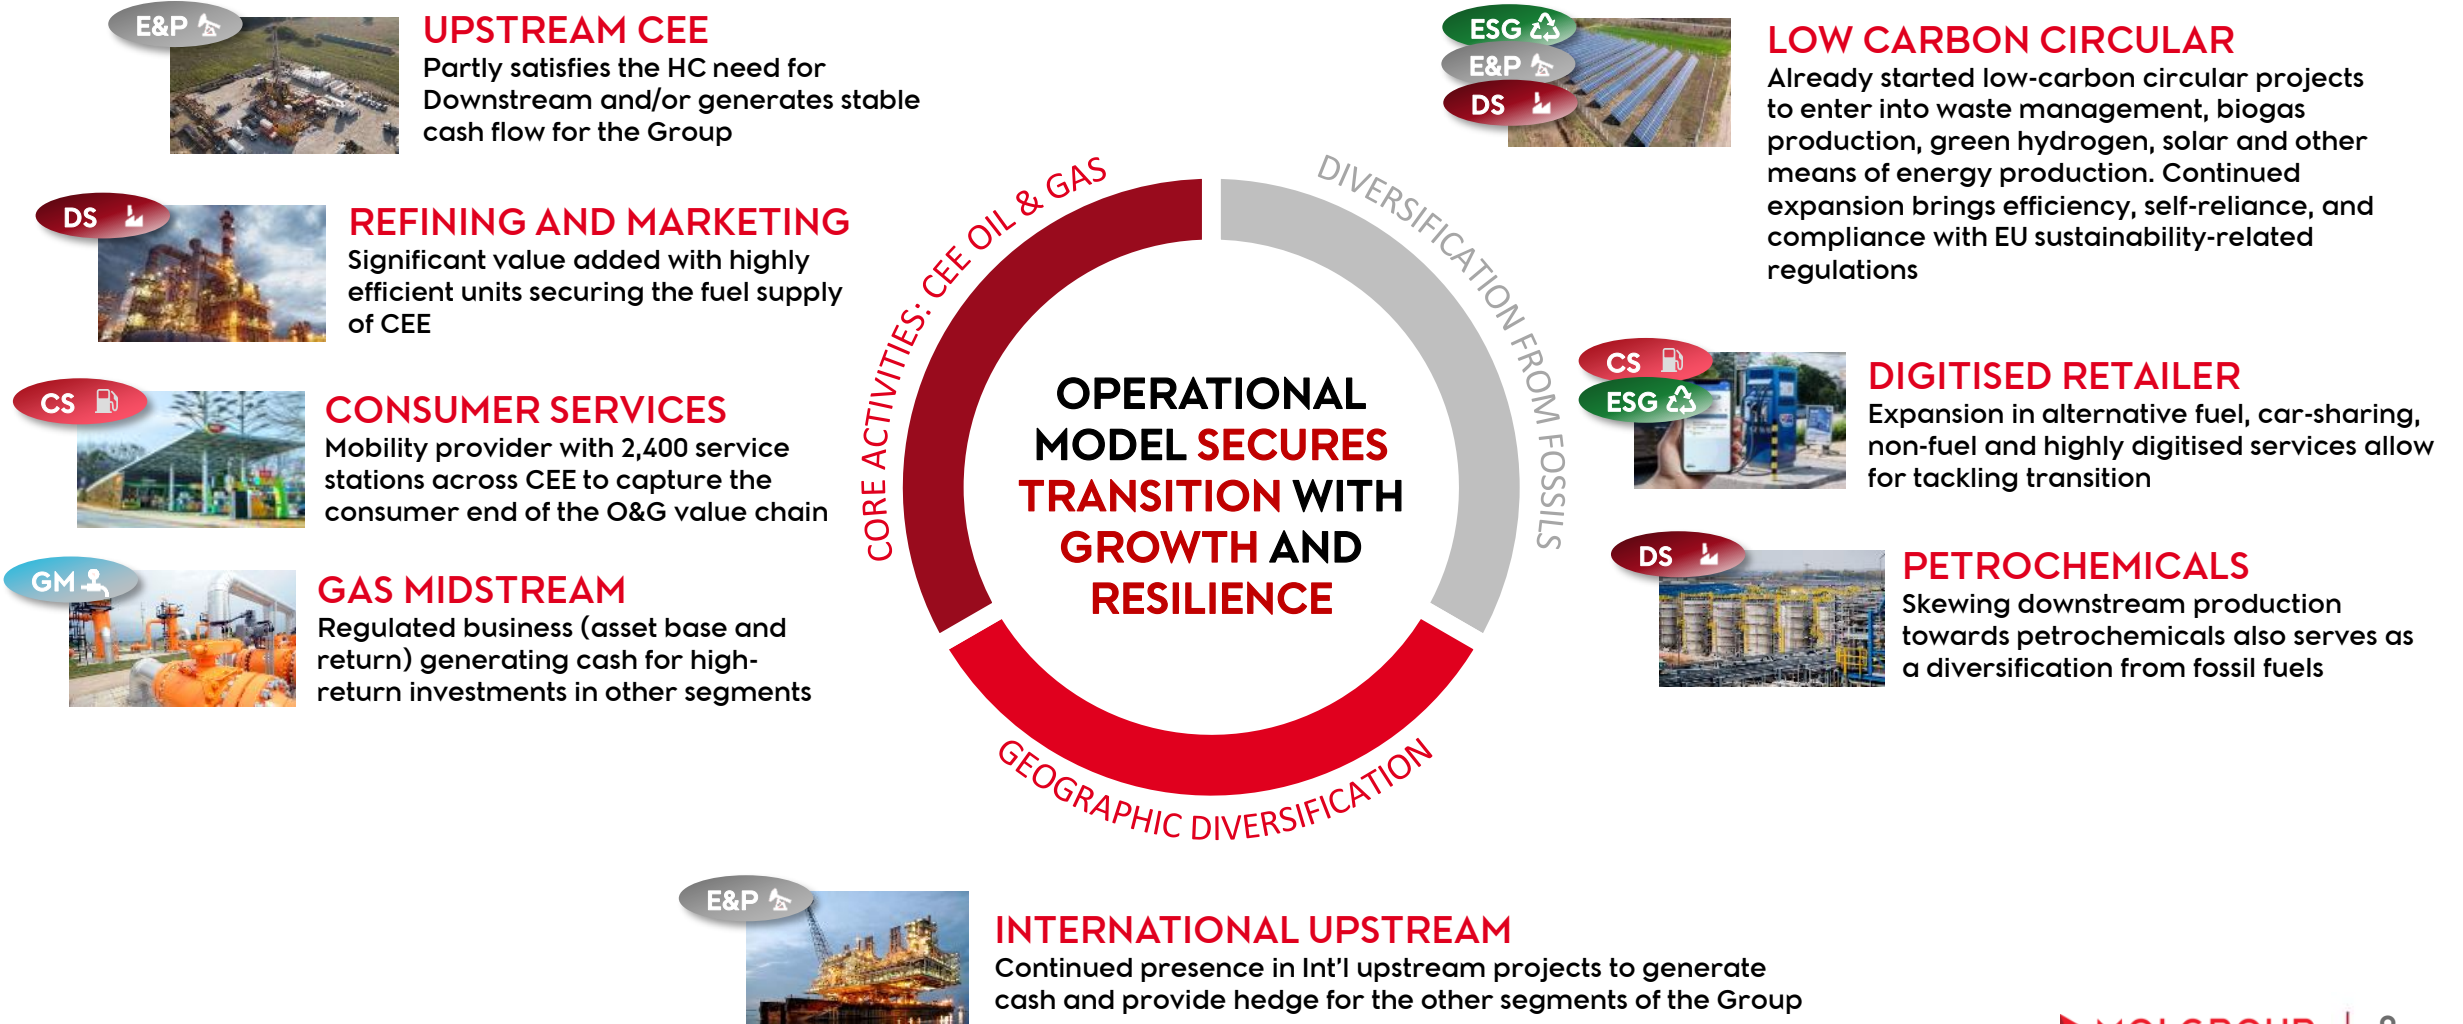 E&P
UPSTREAM CEE
Partly satisfies the HC need for
Downstream and/or generates stable
cash flow for the Group
DS
REFINING AND MARKETING
Significant value added with highly
efficient units securing the fuel supply
of CEE
CS
CONSUMER SERVICES
Mobility provider with 2,400 service
stations across CEE to capture the
consumer end of the O&G value chain
GM
GAS MIDSTREAM
Regulated business (asset base and
return) generating cash for high-
return investments in other segments
CORE ACTIVITIES: CEE OIL & GAS
DIVERSIFICATION FROM FOSSILS
GEOGRAPHIC DIVERSIFICATION
OPERATIONAL
MODEL SECURES
TRANSITION WITH
GROWTH AND
RESILIENCE
ESG
E&P
DS
LOW CARBON CIRCULAR
Already started low-carbon circular projects
to enter into waste management, biogas
production, green hydrogen, solar and other
means of energy production. Continued
expansion brings efficiency, self-reliance, and
compliance with EU sustainability-related
regulations
CS
ESG
DIGITISED RETAILER
Expansion in alternative fuel, car-sharing,
non-fuel and highly digitised services allow
for tackling transition
DS
PETROCHEMICALS
Skewing downstream production
towards petrochemicals also serves as
a diversification from fossil fuels
E&P
INTERNATIONAL UPSTREAM
Continued presence in Int'l upstream projects to generate
cash and provide hedge for the other segments of the Group
MOLGROUP